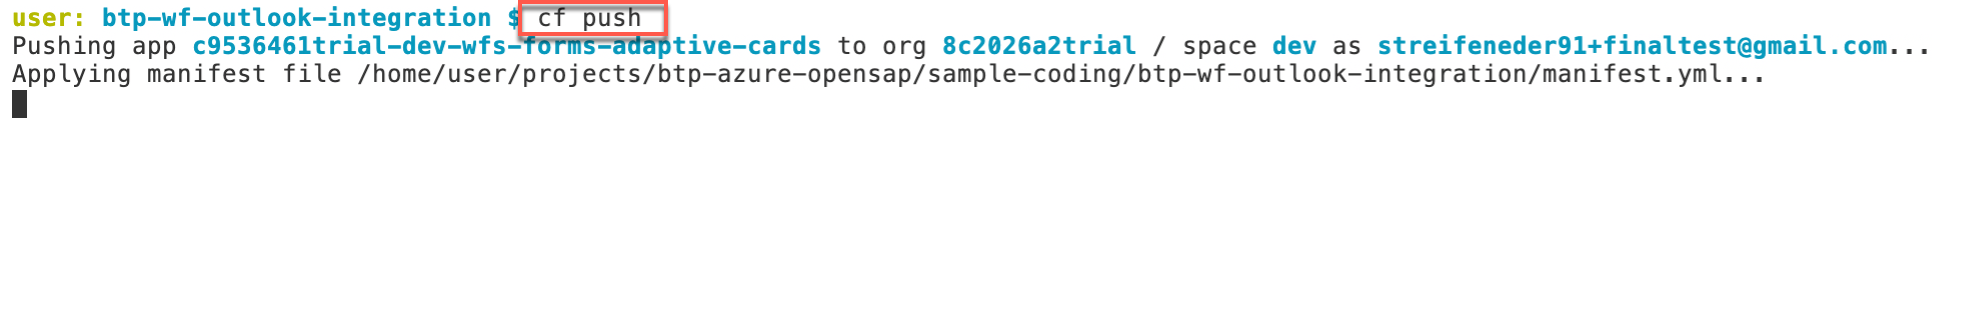 user: btp-wf-outlook-integration $ cf push
Pushing app c9536461trial-dev-wfs-forms-adaptive-cards to org 8c2026a2trial / space dev as streifeneder91+finaltest@gmail.com...
Applying manifest file /home/user/projects/btp-azure-opensap/sample-coding/btp-wf-outlook-integration/manifest.yml...